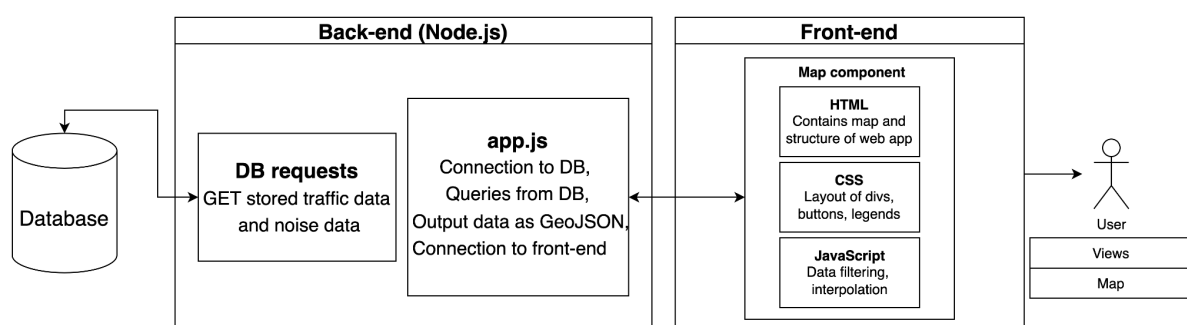 Back-end (Node.js)
Front-end
Map component
HTML
Contains map and
structure of web app
app.js
Connection to DB,
Queries from DB,
Output data as GeoJSON,
Connection to front-end
DB requests
GET stored traffic data
and noise data
Database
CSS
Layout of divs,
buttons, legends
JavaScript
Data filtering,
interpolation
User
Views
Map